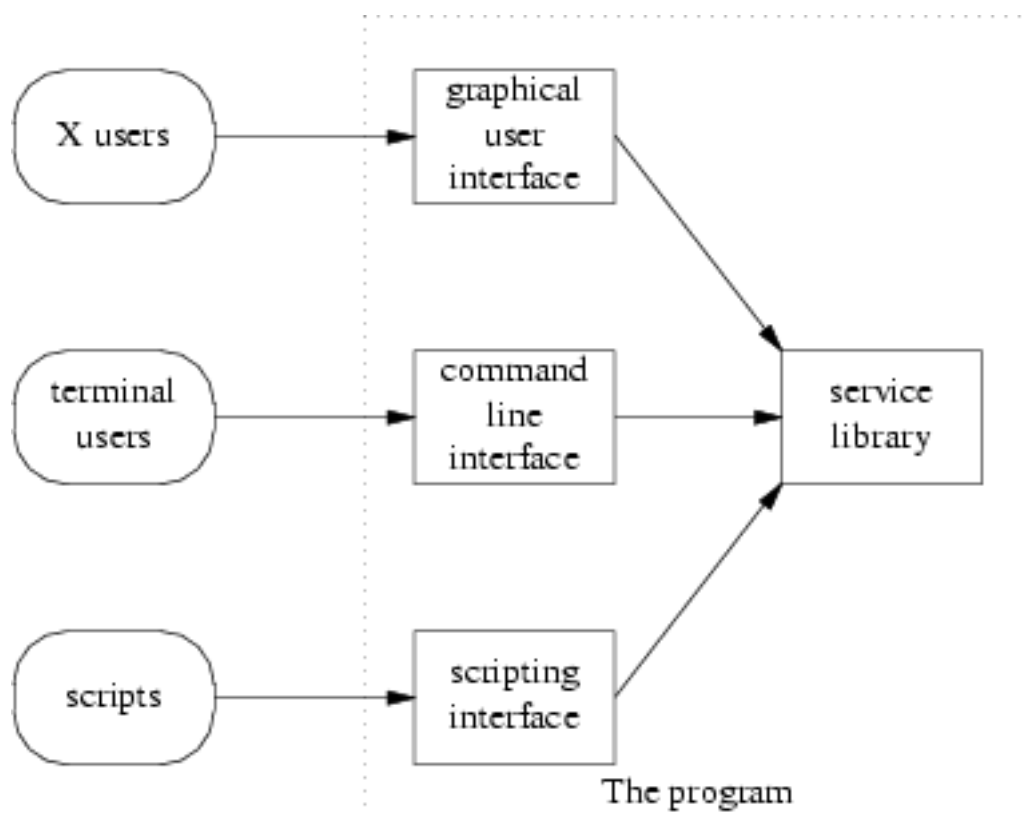 X users
graphical
user
interface
terminal
users
command
line
interface
service
library
scripts
scripting
interface
The program